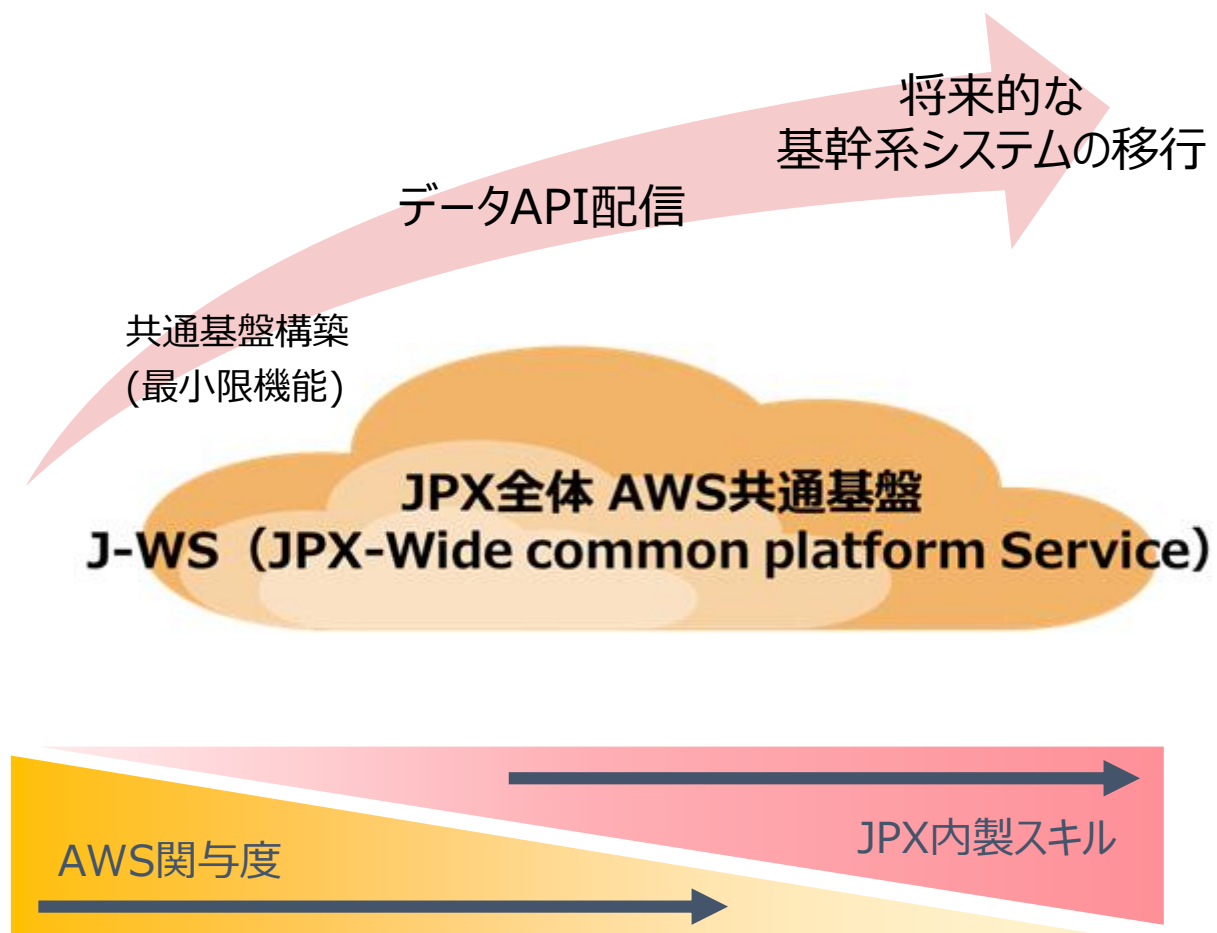 将来的な
基幹系システムの移行
データAPI配信
共通基盤構築
(最小限機能)
JPX全体 AWS共通基盤
J-WS（JPX-Wide common platform Service）
JPX内製スキル
AWS関与度